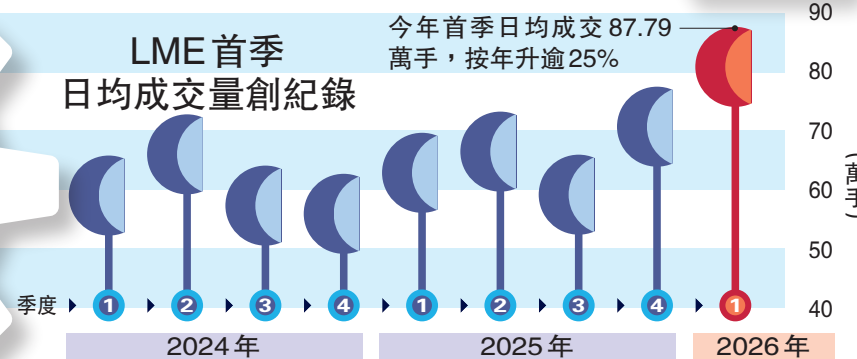 LME首季
日均成交量創紀錄
今年首季日均成交87.79
萬手，按年升逾25%
90
80
70
60
50
40
（萬手）
季度 1 2 3 4 1 2 3 4 1
2024年 2025年 2026年